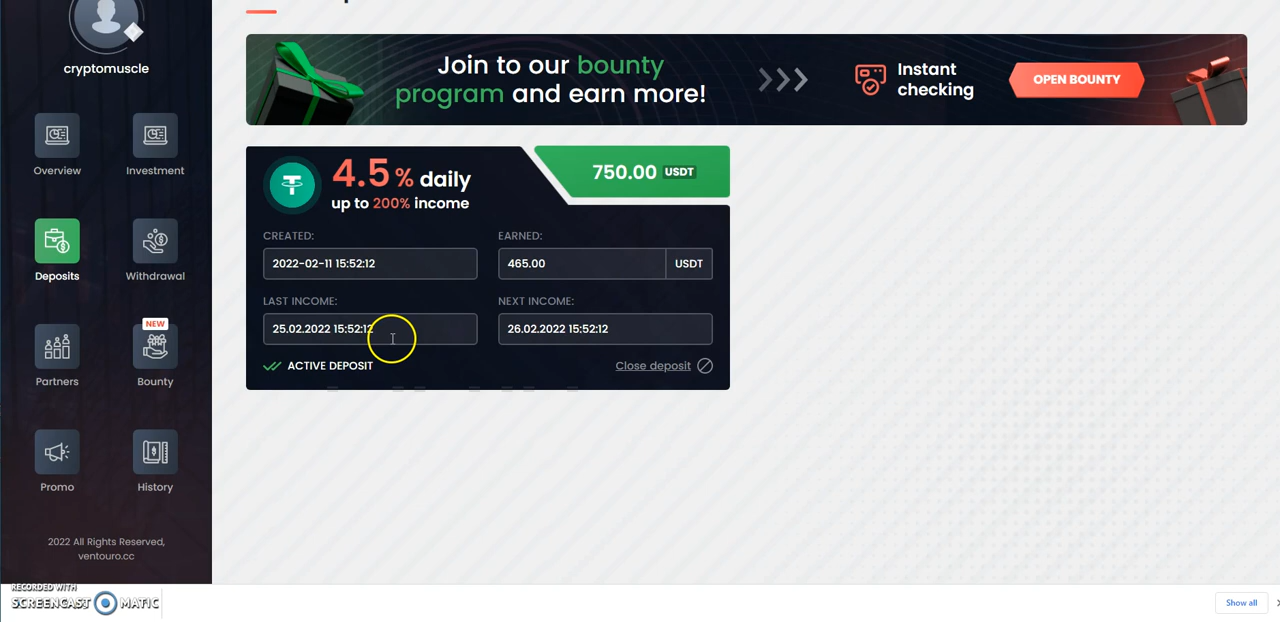 cryptomuscle
Overview
Investment
Deposits
Withdrawal
NEW
Partners
Bounty
Promo
History
2022 All Rights Reserved,
ventouro.cc
Join to our bounty
program and earn more!
Instant
checking
OPEN BOUNTY
4.5 % daily
up to 200% income
750.00 USDT
CREATED:
2022-02-11 15:52:12
EARNED:
465.00 USDT
LAST INCOME:
25.02.2022 15:52:12
NEXT INCOME:
26.02.2022 15:52:12
ACTIVE DEPOSIT
Close deposit
RECORDED WITH
SCREENCAST MATIC
Show all